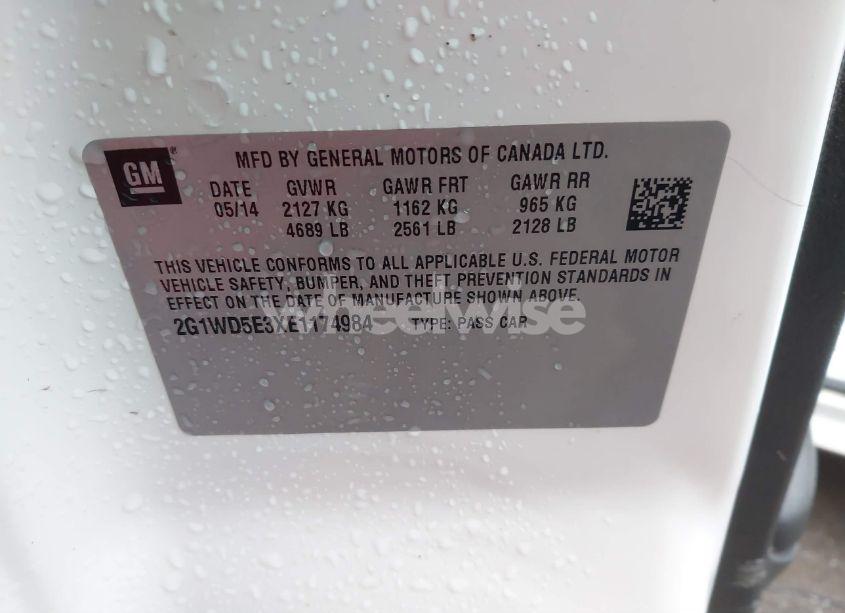 GM
MFD BY GENERAL MOTORS OF CANADA LTD.
DATE GVWR GAWR FRT GAWR RR
05/14 2127 KG 1162 KG 965 KG
4689 LB 2561 LB 2128 LB
THIS VEHICLE CONFORMS TO ALL APPLICABLE U.S. FEDERAL MOTOR
VEHICLE SAFETY, BUMPER, AND THEFT PREVENTION STANDARDS IN
EFFECT ON THE DATE OF MANUFACTURE SHOWN ABOVE.
2G1WD5E3XE1174984 TYPE: PASS CAR
wheelwise